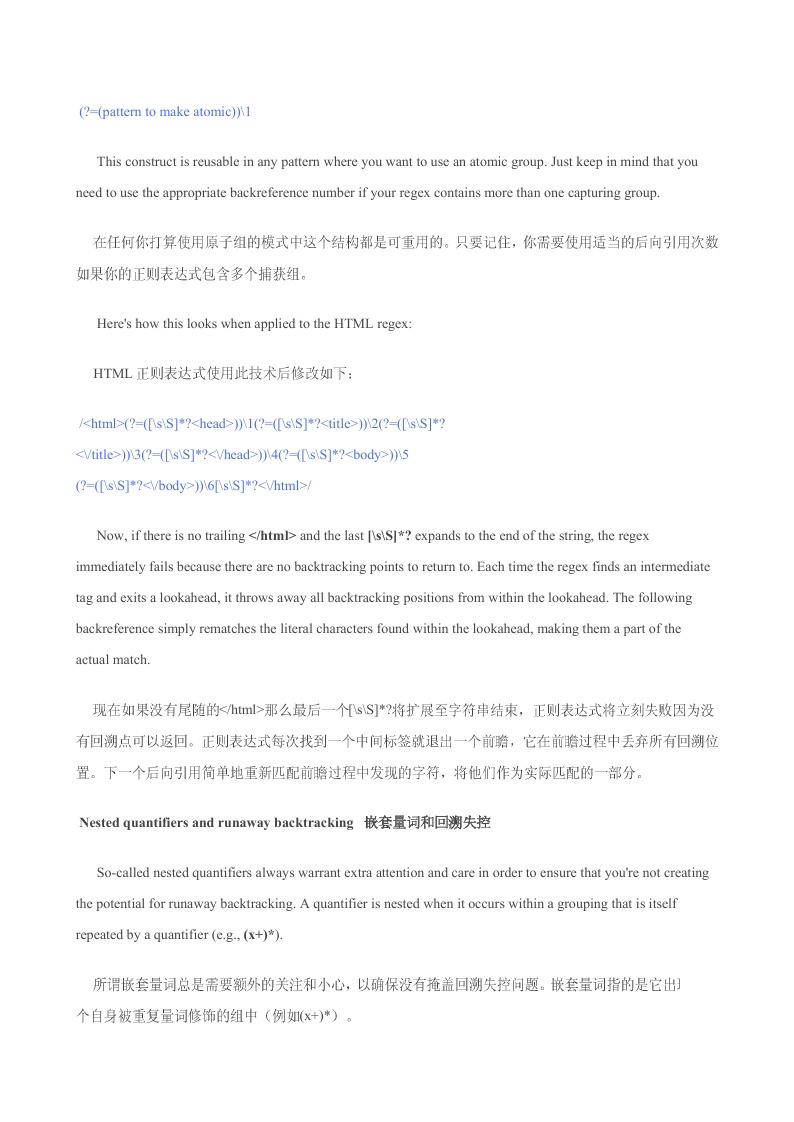 (?=(pattern to make atomic))\1
This construct is reusable in any pattern where you want to use an atomic group. Just keep in mind that you
need to use the appropriate backreference number if your regex contains more than one capturing group.
在任何你打算使用原子组的模式中这个结构都是可重用的。只要记住，你需要使用适当的后向引用次数
如果你的正则表达式包含多个捕获组。
Here's how this looks when applied to the HTML regex:
HTML 正则表达式使用此技术后修改如下：
/<html>(?=([\s\S]*?<head>))\1(?=([\s\S]*?<title>))\2(?=([\s\S]*?
<\/title>))\3(?=([\s\S]*?<\/head>))\4(?=([\s\S]*?<body>))\5
(?=([\s\S]*?<\/body>))\6[\s\S]*?<\/html>/
Now, if there is no trailing </html> and the last [\s\S]*? expands to the end of the string, the regex
immediately fails because there are no backtracking points to return to. Each time the regex finds an intermediate
tag and exits a lookahead, it throws away all backtracking positions from within the lookahead. The following
backreference simply rematches the literal characters found within the lookahead, making them a part of the
actual match.
现在如果没有尾随的</html>那么最后一个[\s\S]*?将扩展至字符串结束，正则表达式将立刻失败因为没
有回溯点可以返回。正则表达式每次找到一个中间标签就退出一个前瞻，它在前瞻过程中丢弃所有回溯位
置。下一个后向引用简单地重新匹配前瞻过程中发现的字符，将他们作为实际匹配的一部分。
Nested quantifiers and runaway backtracking 嵌套量词和回溯失控
So-called nested quantifiers always warrant extra attention and care in order to ensure that you're not creating
the potential for runaway backtracking. A quantifier is nested when it occurs within a grouping that is itself
repeated by a quantifier (e.g., (x+)*).
所谓嵌套量词总是需要额外的关注和小心，以确保没有掩盖回溯失控问题。嵌套量词指的是它出
个自身被重复量词修饰的组中（例如(x+)*）。